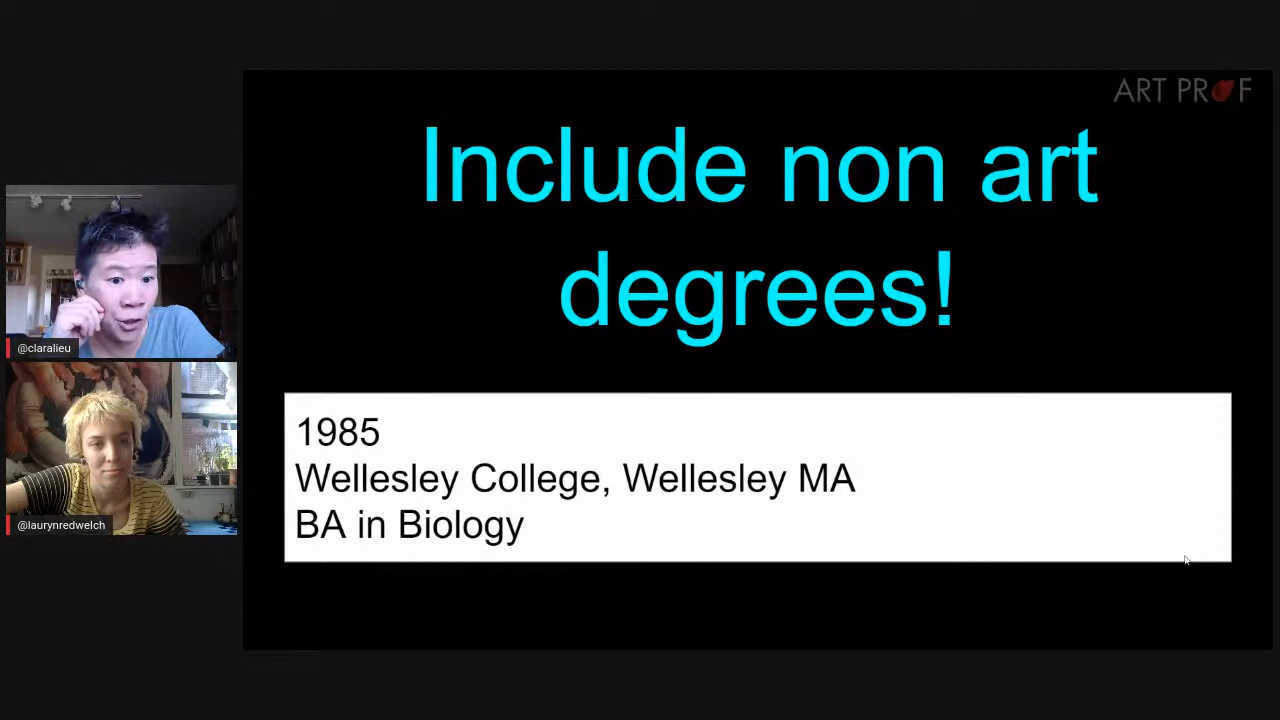 ART PROF
Include non art
degrees!
1985
Wellesley College, Wellesley MA
BA in Biology
@claralieu
@laurynredwelch